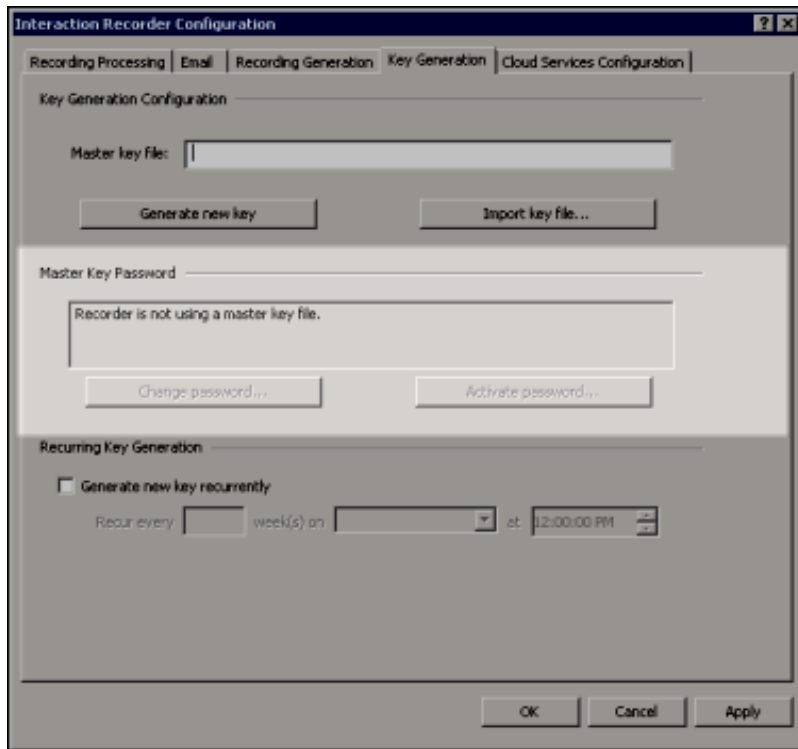 Interaction Recorder Configuration
Recording Processing Email Recording Generation Key Generation Cloud Services Configuration
Key Generation Configuration
Master key file:
Generate new key Import key file...
Master Key Password
Recorder is not using a master key file.
Change password... Activate password...
Recurring Key Generation
Generate new key recurrently
Recur every week(s) on at 12:00:00 PM
OK Cancel Apply